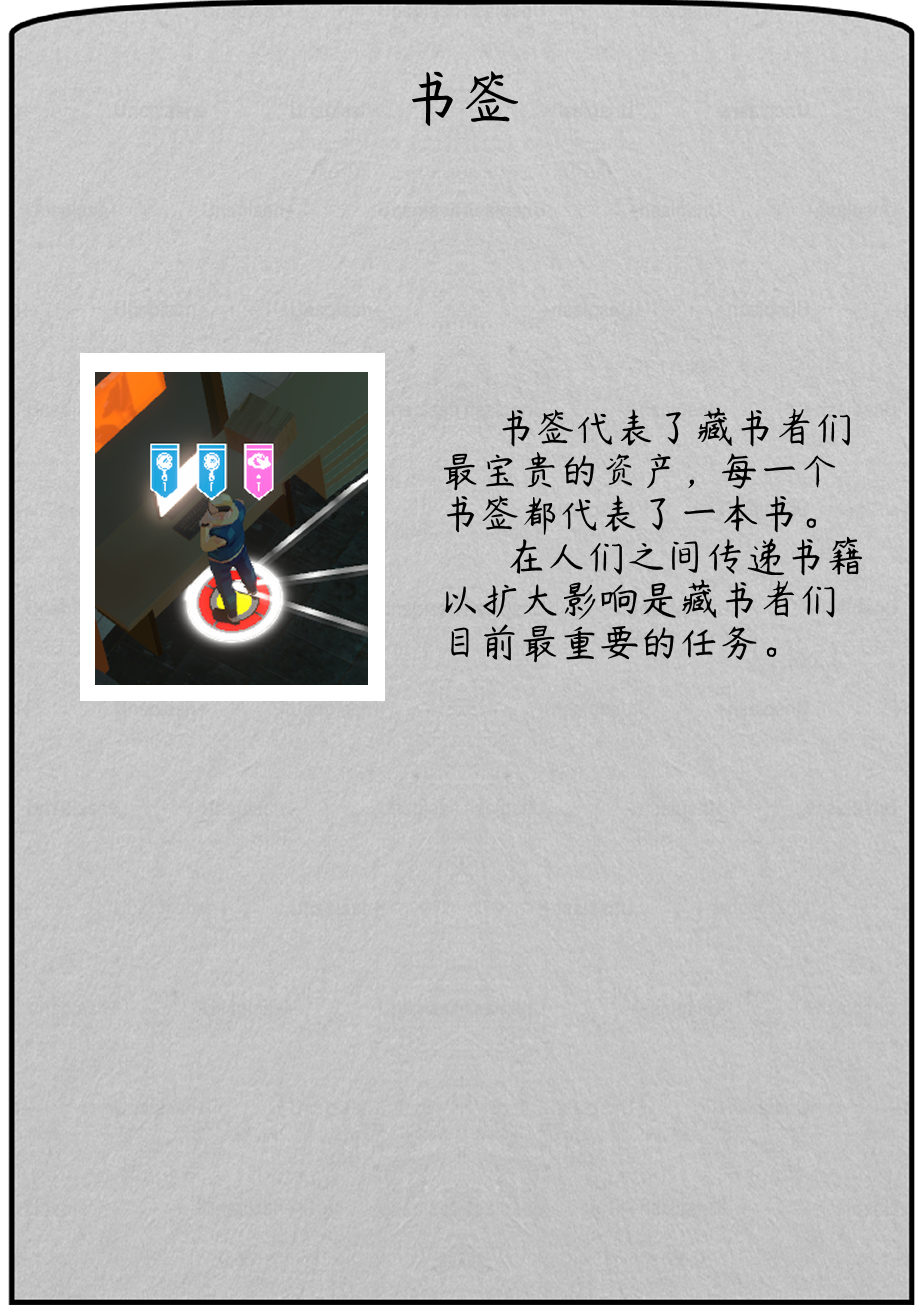 书签
书签代表了藏书者们
最宝贵的资产，每一个
书签都代表了一本书。
在人们之间传递书籍
以扩大影响是藏书者们
目前最重要的任务。